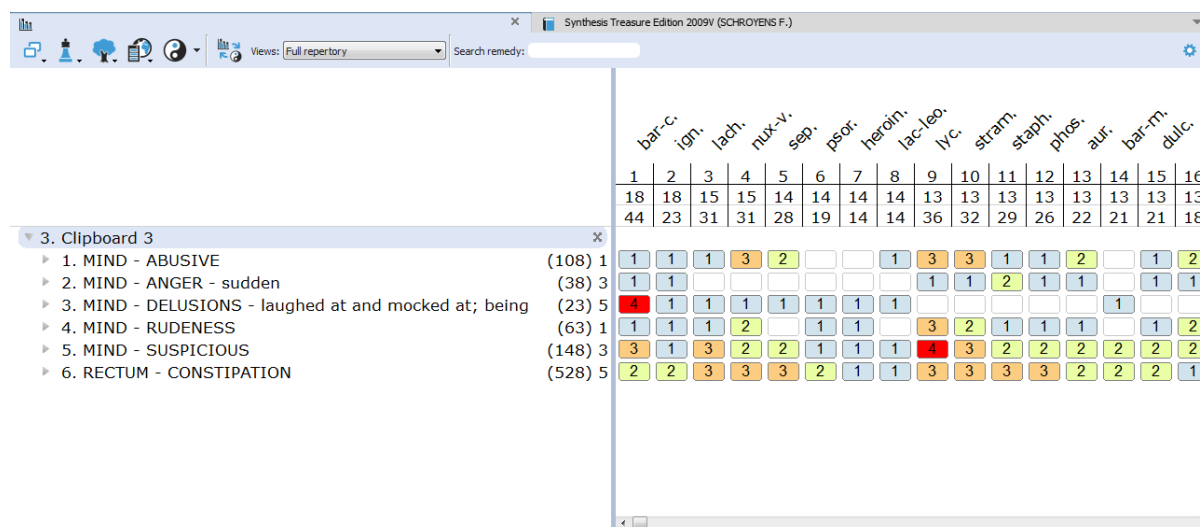 Synthesis Treasure Edition 2009V (SCHROYENS F.)
Views: Full repertory Search remedy:
bar-c. ign. lach. nux-v. sep. psor. heroin. lac-leo. lyc. stram. staph. phos. aur. bar-m. dulc.
1 2 3 4 5 6 7 8 9 10 11 12 13 14 15 16
18 18 15 15 14 14 14 14 13 13 13 13 13 13 13 13
44 23 31 31 28 19 14 14 36 32 29 26 22 21 21 18
3. Clipboard 3
1. MIND - ABUSIVE (108) 1 1 1 1 3 2 1 3 3 1 1 2 1 2
2. MIND - ANGER - sudden (38) 3 1 1 1 1 2 1 1 1 1
3. MIND - DELUSIONS - laughed at and mocked at; being (23) 5 4 1 1 1 1 1 1 1 1
4. MIND - RUDENESS (63) 1 1 1 1 2 1 1 3 2 1 1 1 1 2
5. MIND - SUSPICIOUS (148) 3 3 1 3 2 2 1 1 1 4 3 2 2 2 2 2 2
6. RECTUM - CONSTIPATION (528) 5 2 2 3 3 3 2 1 1 3 3 3 3 2 2 2 1